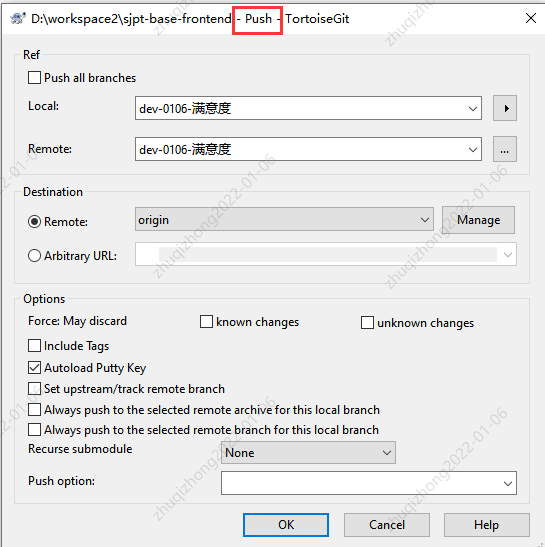 D:\workspace2\sjpt-base-frontend - Push - TortoiseGit
Ref
Push all branches
Local:
dev-0106-满意度
Remote:
dev-0106-满意度
...
Destination
Remote:
origin
Manage
Arbitrary URL:
Options
Force: May discard
known changes
unknown changes
Include Tags
Autoload Putty Key
Set upstream/track remote branch
Always push to the selected remote archive for this local branch
Always push to the selected remote branch for this local branch
Recurse submodule
None
Push option:
OK
Cancel
Help
zhuqizhong2022-01-06
zhuqizhong2022-01-06